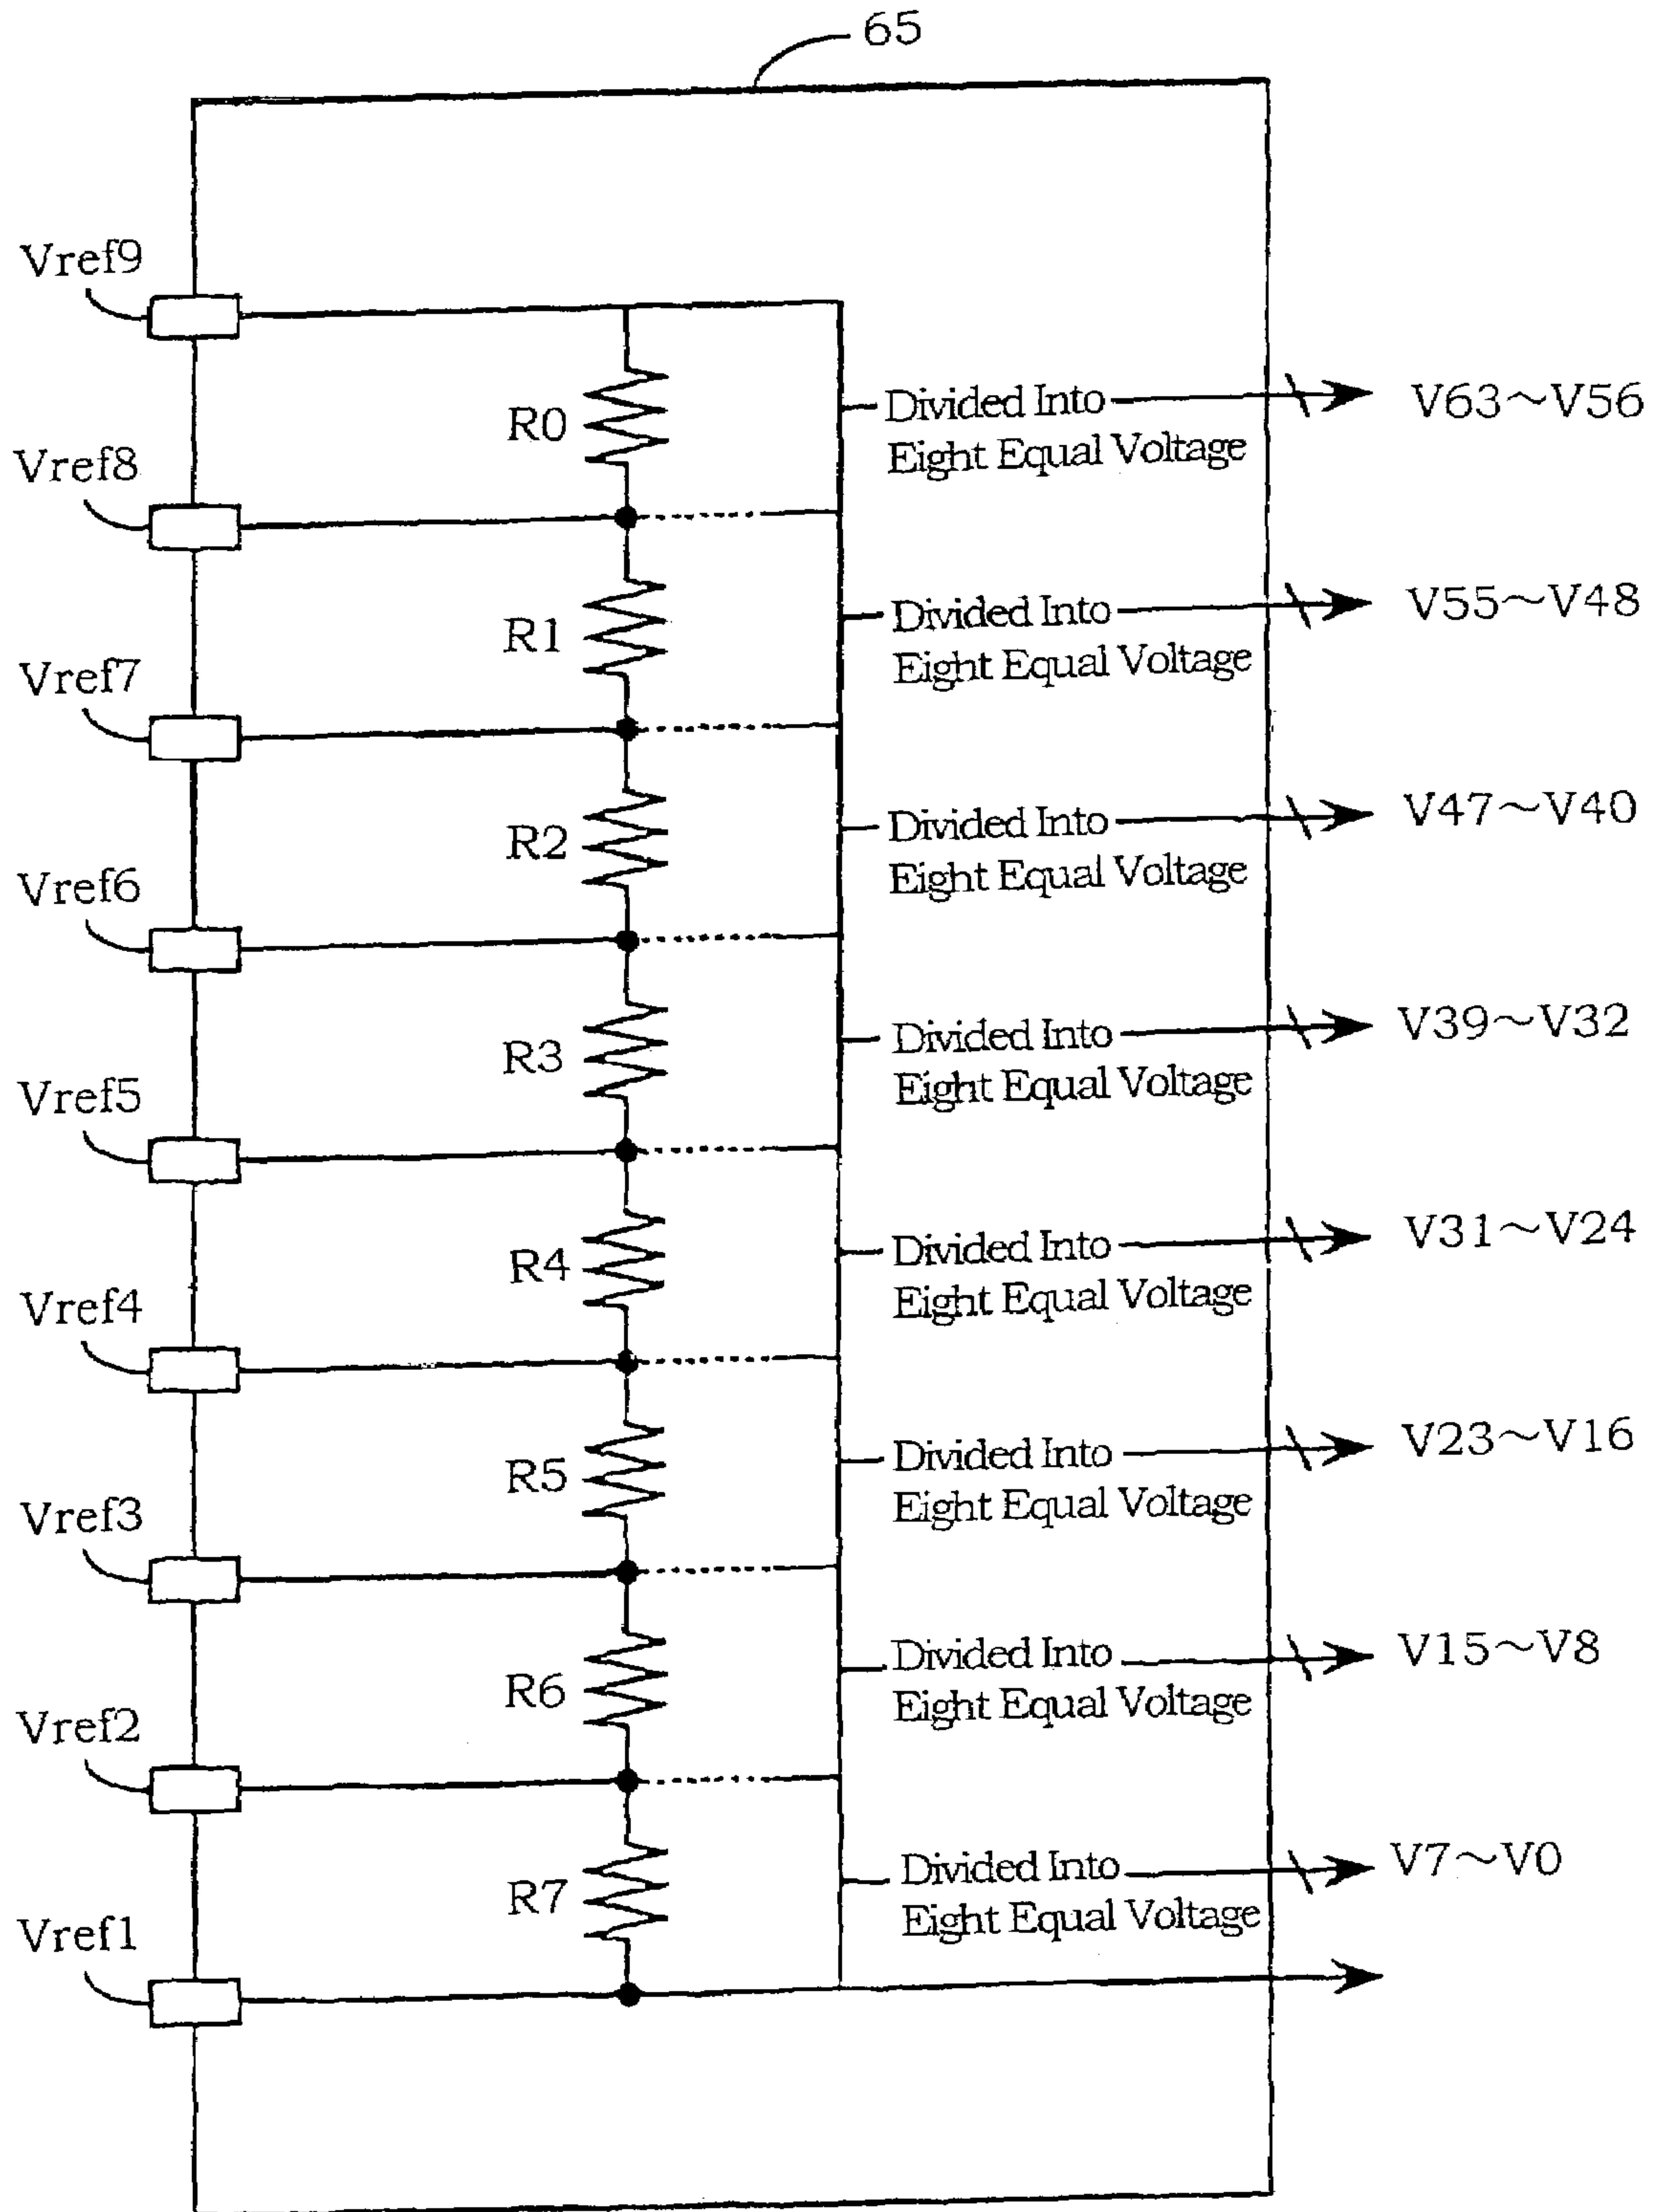 65
Vref9
R0
Divided Into
Eight Equal Voltage
V63~V56
Vref8
R1
Divided Into
Eight Equal Voltage
V55~V48
Vref7
R2
Divided Into
Eight Equal Voltage
V47~V40
Vref6
R3
Divided Into
Eight Equal Voltage
V39~V32
Vref5
R4
Divided Into
Eight Equal Voltage
V31~V24
Vref4
R5
Divided Into
Eight Equal Voltage
V23~V16
Vref3
R6
Divided Into
Eight Equal Voltage
V15~V8
Vref2
R7
Divided Into
Eight Equal Voltage
V7~V0
Vref1